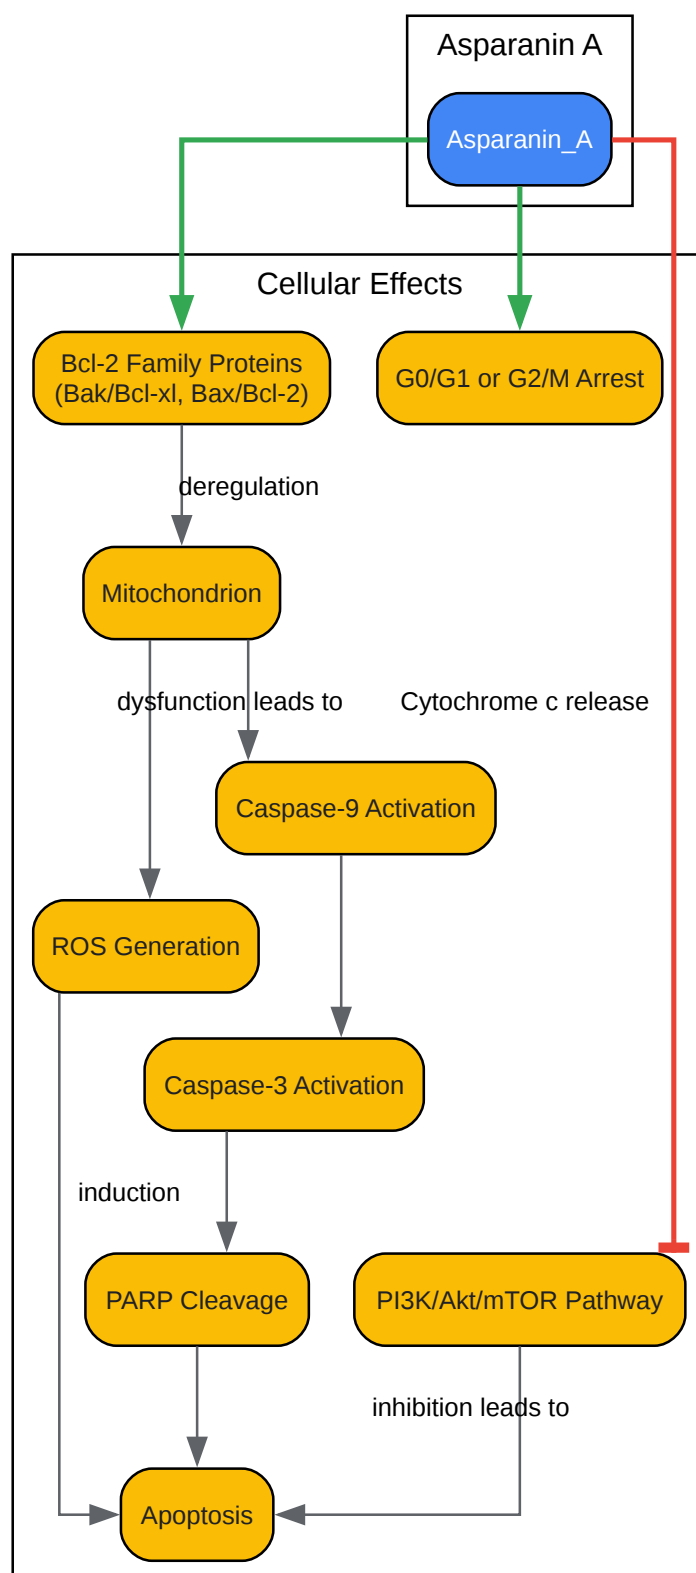 Asparanin A
Asparanin_A
Cellular Effects
Bcl-2 Family Proteins
(Bak/Bcl-xl, Bax/Bcl-2)
G0/G1 or G2/M Arrest
deregulation
Mitochondrion
dysfunction leads to
Cytochrome c release
Caspase-9 Activation
ROS Generation
Caspase-3 Activation
induction
PARP Cleavage
PI3K/Akt/mTOR Pathway
inhibition leads to
Apoptosis